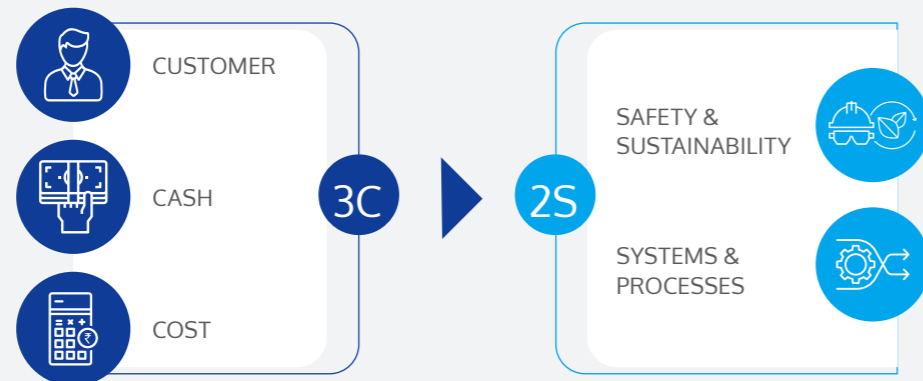 CUSTOMER
CASH
COST
3C
2S
SAFETY &
SUSTAINABILITY
SYSTEMS &
PROCESSES
₹